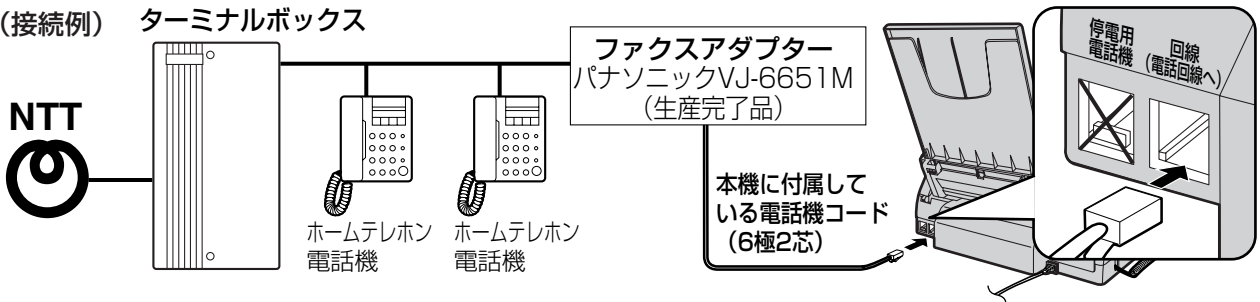 (接続例)
ターミナルボックス
NTT
ホームテレホン
電話機
ホームテレホン
電話機
ファクスアダプター
パナソニックVJ-6651M
(生産完了品)
本機に付属して
いる電話機コード
(6極2芯)
停電用
電話機
回線
(電話回線へ)